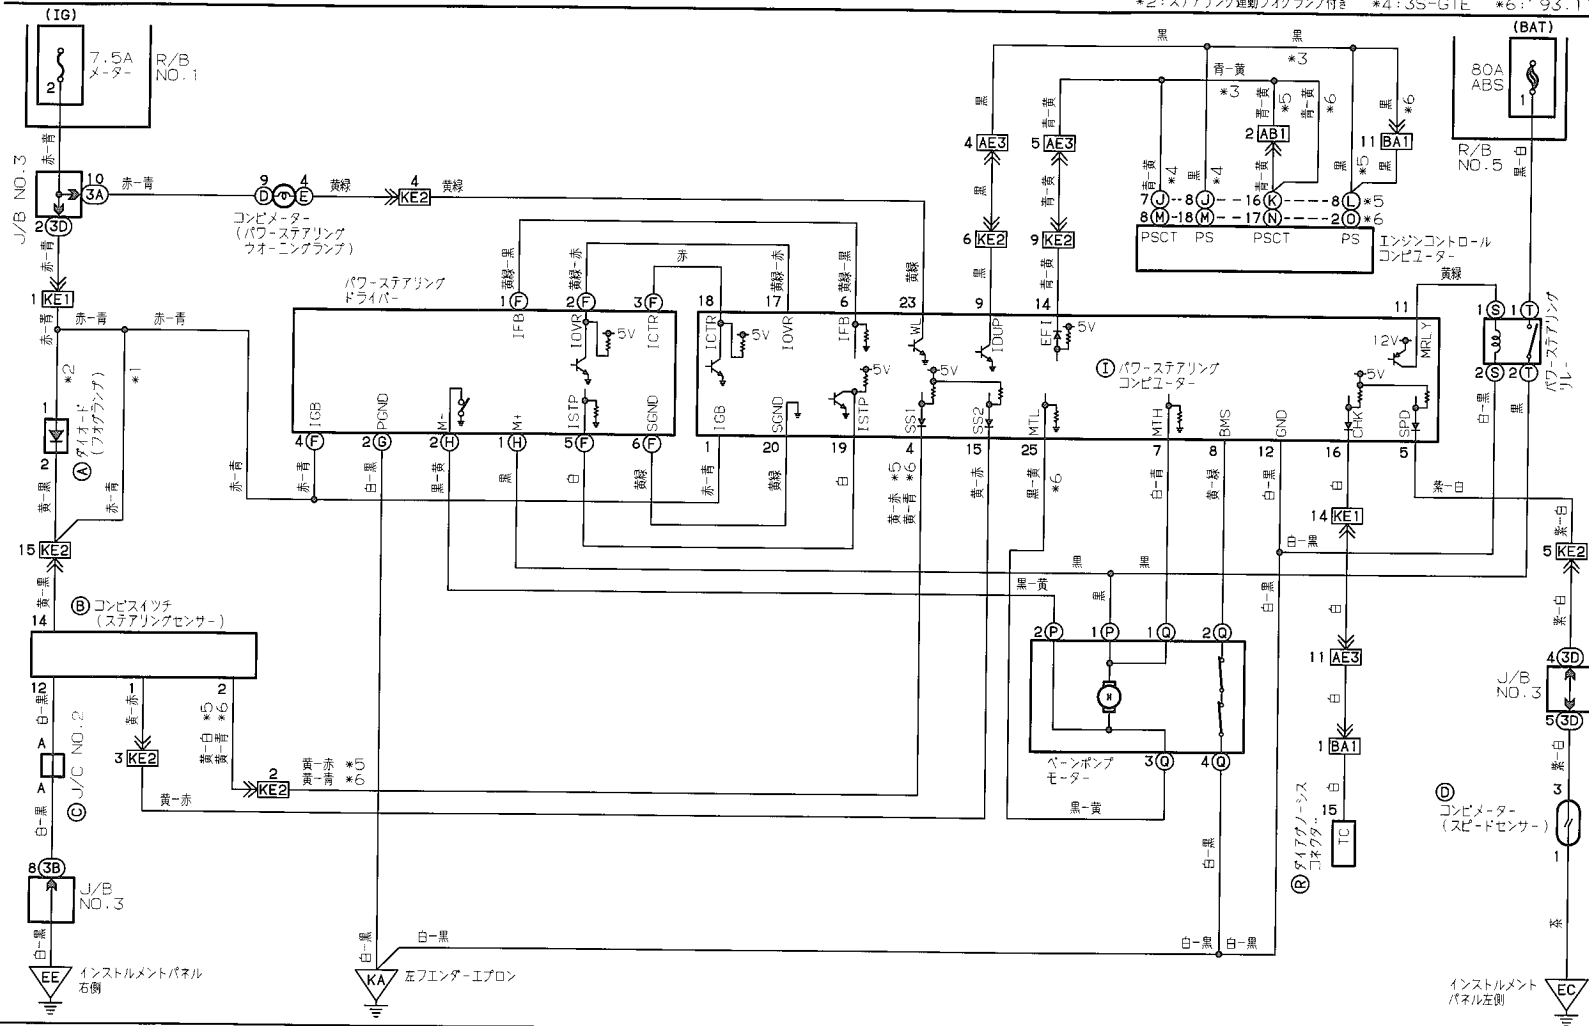 *2:ステアリング連動フオグランプ付き *4:3S-GTE *6:'93.1
(IG)
7.5A
メーター
2
R/B
NO.1
赤-青
J/B NO.3
10
3A
赤-青
9
D
4
E
黄緑
4
KE2
黄緑
コンビメーター
(パワーステアリング
ウオーニングランプ)
2
3D
赤-青
1
KE1
赤-青
赤-青
赤-青
*2
*1
1
2
A
ダイオード
(フオグランプ)
黄-黒
赤-青
15
KE2
黄-黒
B
コンビスイツチ
(ステアリングセンサー)
14
12
1
2
白-黒
黄-赤
黄-白 *5
黄-青 *6
A
A
C
J/C NO.2
3
KE2
黄-赤
2
KE2
黄-赤 *5
黄-青 *6
白-黒
8
3B
J/B
NO.3
白-黒
EE
インストルメントパネル
右側
パワーステアリング
ドライバー
黄緑-黒
黄緑-赤
赤
黄緑-赤
黄緑-黒
黄緑
1 F
2 F
3 F
IFB
IOVR
ICTR
5V
IGB
PGND
M-
M+
ISTP
SGND
4 F
2 G
2 H
1 H
5 F
6 F
赤-青
赤-青
白-黒
黒-黄
黒
白
黄緑
18
17
6
23
9
14
11
ICTR
IOVR
IFB
WL
IDUP
EFI
MRLY
5V
5V
5V
5V
12V
5V
I
パワーステアリング
コンピユーター
IGB
SGND
ISTP
SS1
SS2
MTL
MTH
BMS
GND
CHK
SPD
1
20
19
4
15
25
7
8
12
16
5
赤-青
黄緑
白
黄-赤 *5
黄-青 *6
黄-赤
黒-黄
*6
白-青
黄-緑
白-黒
白
紫-白
黒
*3
青-黄
*3
黒
青-黄
4
AE3
5
AE3
黒
青-黄
6
KE2
9
KE2
黒
青-黄
青-黄
*5
青-黄
*6
黒
*6
2
AB1
11
BA1
青-黄
*4
黒
*4
青-黄
黒
*5
黒
7 J
8 J
16 K
8 L
*5
8 M
18 M
17 N
2 O
*6
PSCT
PS
PSCT
PS
エンジンコントロール
コンピユーター
(BAT)
80A
ABS
1
R/B
NO.5
黒-白
黄緑
1 S
1 T
2 S
2 T
パワーステアリング
リレー
白-黒
黒
14
KE1
白-黒
紫-白
5
KE2
紫-白
黒
黒
黒-黄
黒
白-黒
白
2 P
1 P
1 Q
2 Q
M
3 Q
4 Q
ベーンポンプ
モーター
黒-黄
白-黒
11
AE3
白
1
BA1
白
15
TC
R
ダイアグノーシス
コネクター
4
3D
J/B
NO.3
5
3D
紫-白
3
D
コンビメーター
(スピードセンサー)
1
茶
白-黒
白-黒
白-黒
白-黒
KA
左フエンダーエプロン
インストルメント
パネル左側
EC